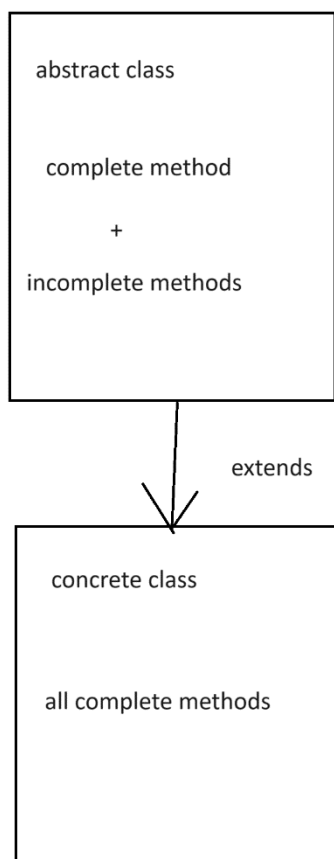 abstract class
complete method
+
incomplete methods
extends
concrete class
all complete methods